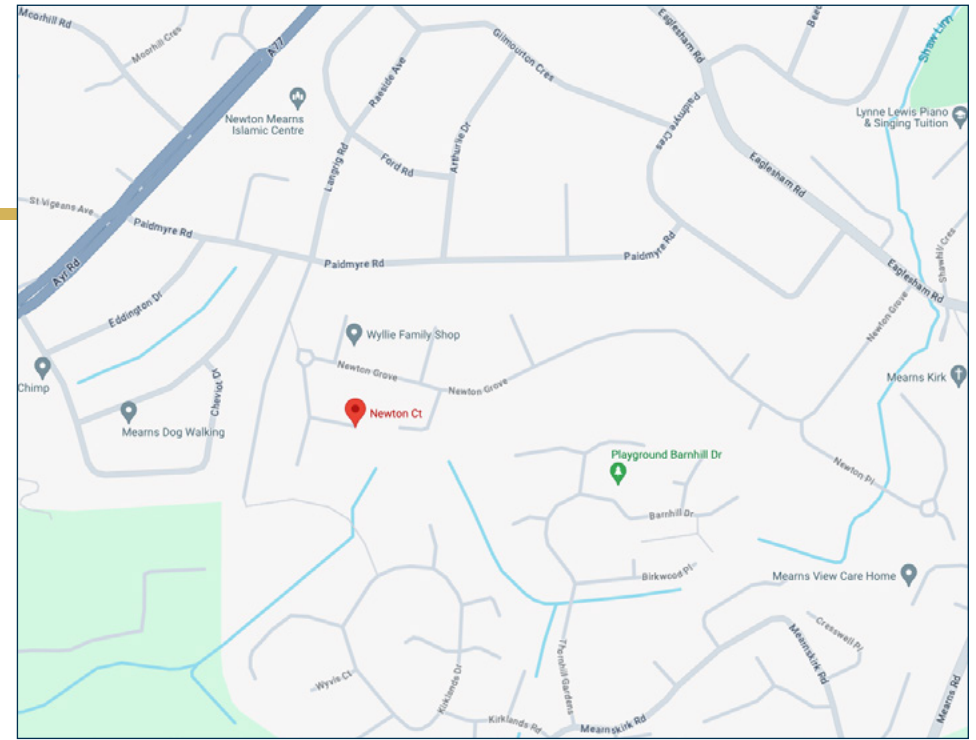 Moorhill Rd
Moorhill Cres
A77
Raeside Ave
Gilmourton Cres
Eaglesham Rd
Shaw Linn
Newton Mearns
Islamic Centre
Langrig Rd
Ford Rd
Arthurlie Dr
Paidmyre Cres
Lynne Lewis Piano
& Singing Tuition
Eaglesham Rd
St Vigeans Ave
Paidmyre Rd
Paidmyre Rd
Paidmyre Rd
Shawhill Cres
Ayr Rd
Eddington Dr
Eaglesham Rd
Newton Grove
Wyllie Family Shop
Newton Grove
Newton Grove
Chimp
Cheviot Dr
Mearns Kirk
Newton Ct
Mearns Dog Walking
Playground Barnhill Dr
Newton Pl
Barnhill Dr
Birkwood Pl
Mearns View Care Home
Cresswell Pl
Mearnskirk Rd
Thornhill Gardens
Wyvis Ct
Kirklands Dr
Kirklands Rd
Mearnskirk Rd
Mearns Rd